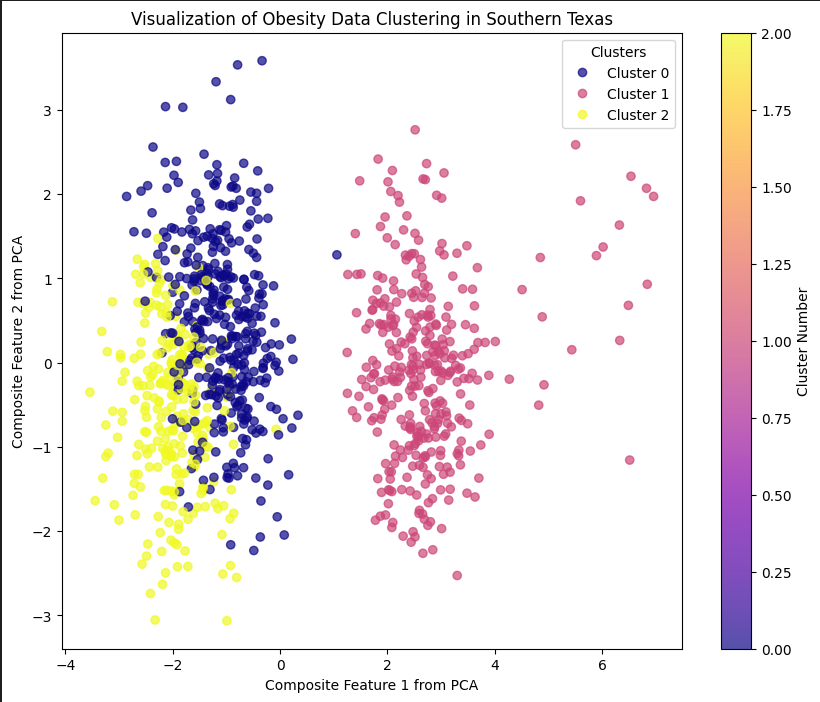 Visualization of Obesity Data Clustering in Southern Texas
Clusters
Cluster 0
Cluster 1
Cluster 2
Composite Feature 2 from PCA
3
2
1
0
−1
−2
−3
−4
−2
0
2
4
6
Composite Feature 1 from PCA
2.00
1.75
1.50
1.25
1.00
0.75
0.50
0.25
0.00
Cluster Number